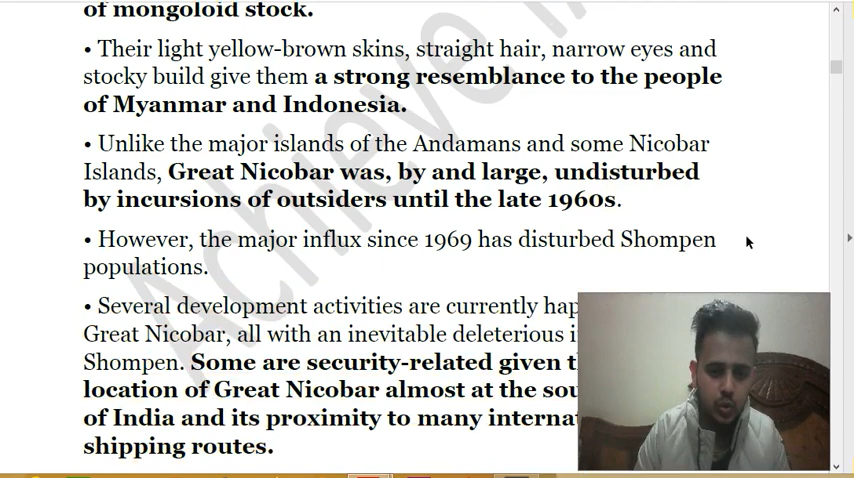 of mongoloid stock.
• Their light yellow-brown skins, straight hair, narrow eyes and
stocky build give them a strong resemblance to the people
of Myanmar and Indonesia.
• Unlike the major islands of the Andamans and some Nicobar
Islands, Great Nicobar was, by and large, undisturbed
by incursions of outsiders until the late 1960s.
• However, the major influx since 1969 has disturbed Shompen
populations.
• Several development activities are currently
Great Nicobar, all with an inevitable deleterious
Shompen. Some are security-related given
location of Great Nicobar almost at the
of India and its proximity to many
shipping routes.
Achieve